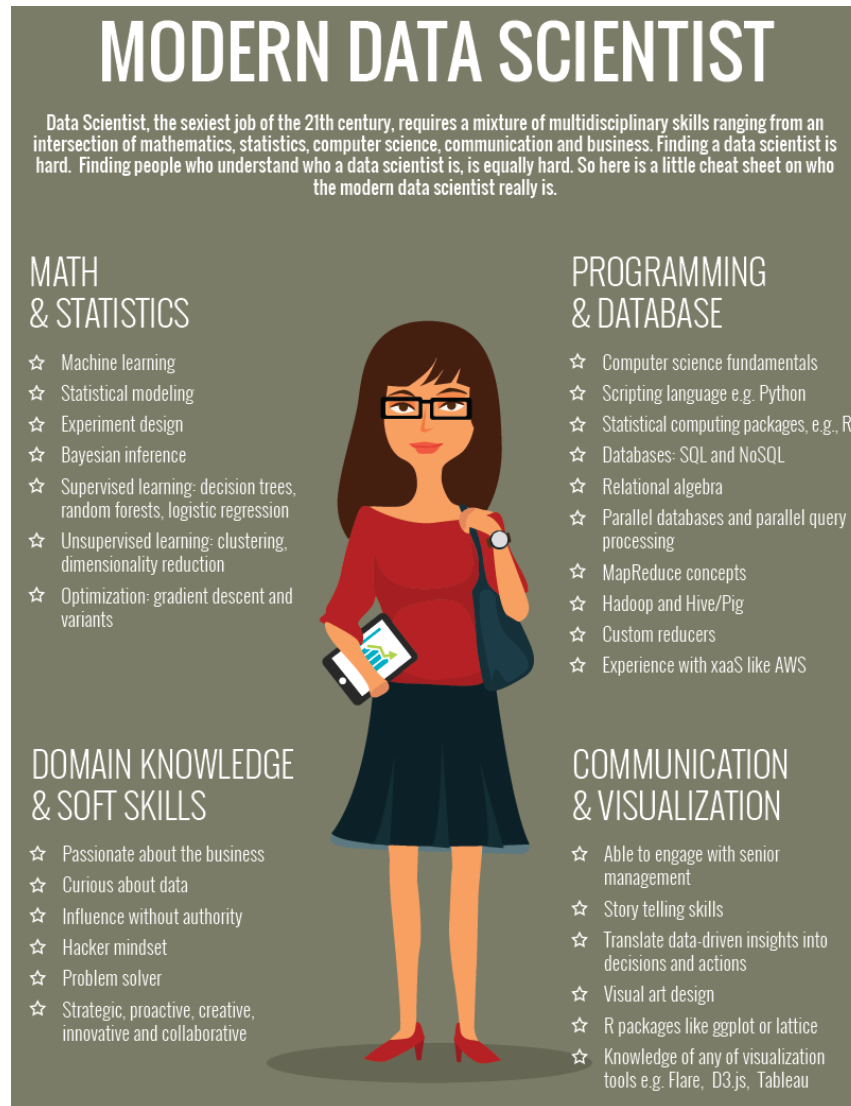 MODERN DATA SCIENTIST
Data Scientist, the sexiest job of the 21th century, requires a mixture of multidisciplinary skills ranging from an
intersection of mathematics, statistics, computer science, communication and business. Finding a data scientist is
hard. Finding people who understand who a data scientist is, is equally hard. So here is a little cheat sheet on who
the modern data scientist really is.
MATH
& STATISTICS
Machine learning
Statistical modeling
Experiment design
Bayesian inference
Supervised learning: decision trees,
random forests, logistic regression
Unsupervised learning: clustering,
dimensionality reduction
Optimization: gradient descent and
variants
PROGRAMMING
& DATABASE
Computer science fundamentals
Scripting language e.g. Python
Statistical computing packages, e.g., R
Databases: SQL and NoSQL
Relational algebra
Parallel databases and parallel query
processing
MapReduce concepts
Hadoop and Hive/Pig
Custom reducers
Experience with xaaS like AWS
DOMAIN KNOWLEDGE
& SOFT SKILLS
Passionate about the business
Curious about data
Influence without authority
Hacker mindset
Problem solver
Strategic, proactive, creative,
innovative and collaborative
COMMUNICATION
& VISUALIZATION
Able to engage with senior
management
Story telling skills
Translate data-driven insights into
decisions and actions
Visual art design
R packages like ggplot or lattice
Knowledge of any of visualization
tools e.g. Flare, D3.js, Tableau